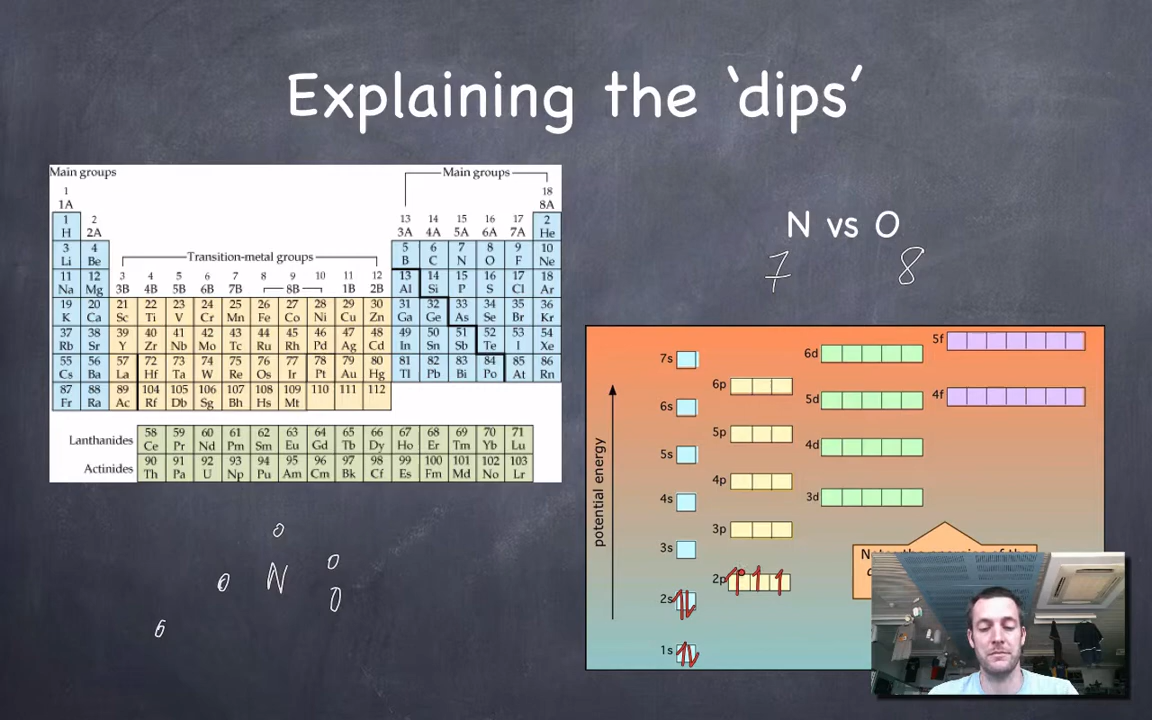 Explaining the ‘dips’
Main groups
Main groups
1
18
1A
8A
1
2
13
14
15
16
17
2
H
2A
3A
4A
5A
6A
7A
He
3
4
5
6
7
8
9
10
Li
Be
Transition-metal groups
B
C
N
O
F
Ne
11
12
3
4
5
6
7
8
9
10
11
12
13
14
15
16
17
18
Na
Mg
3B
4B
5B
6B
7B
8B
1B
2B
Al
Si
P
S
Cl
Ar
19 20 21 22 23 24 25 26 27 28 29 30 31 32 33 34 35 36
K Ca Sc Ti V Cr Mn Fe Co Ni Cu Zn Ga Ge As Se Br Kr
37 38 39 40 41 42 43 44 45 46 47 48 49 50 51 52 53 54
Rb Sr Y Zr Nb Mo Tc Ru Rh Pd Ag Cd In Sn Sb Te I Xe
55 56 57 72 73 74 75 76 77 78 79 80 81 82 83 84 85 86
Cs Ba La Hf Ta W Re Os Ir Pt Au Hg Tl Pb Bi Po At Rn
87 88 89 104 105 106 107 108 109 110 111 112
Fr Ra Ac Rf Db Sg Bh Hs Mt
Lanthanides
58 59 60 61 62 63 64 65 66 67 68 69 70 71
Ce Pr Nd Pm Sm Eu Gd Tb Dy Ho Er Tm Yb Lu
Actinides
90 91 92 93 94 95 96 97 98 99 100 101 102 103
Th Pa U Np Pu Am Cm Bk Cf Es Fm Md No Lr
N vs O
7 8
5f
6d
7s
6p
4f
5d
6s
5p
4d
5s
4p
3d
4s
3p
3s
2p
2s
1s
potential energy
N
6